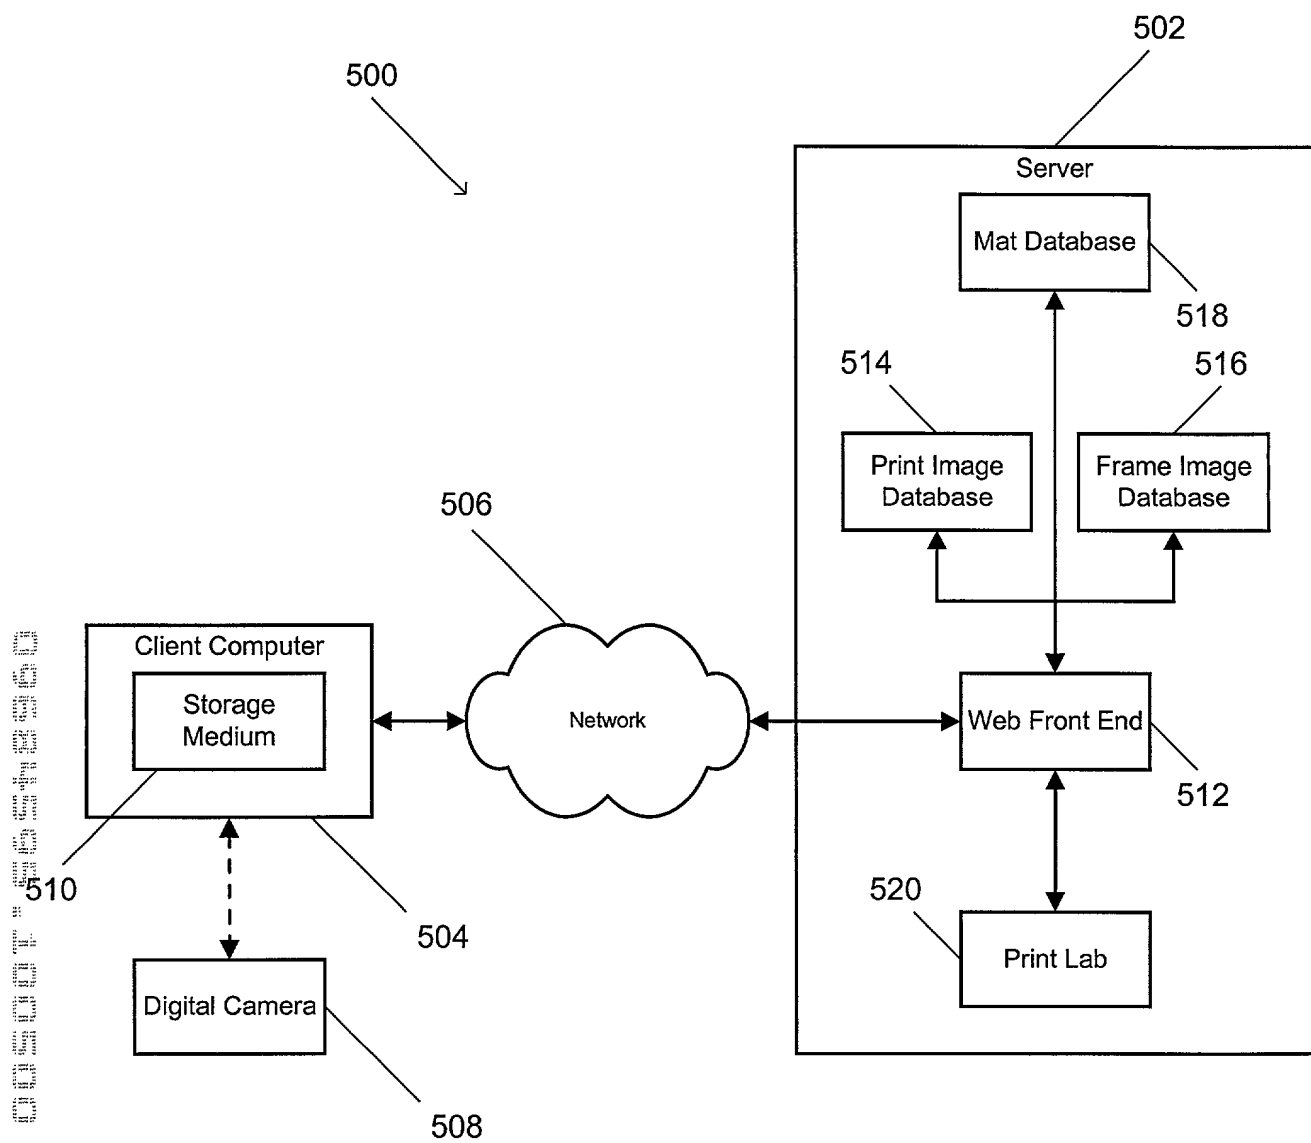 502
500
Server
Mat Database
518
514
516
Print Image
Database
Frame Image
Database
506
Client Computer
Storage
Medium
Network
Web Front End
512
510
504
520
Print Lab
Digital Camera
508